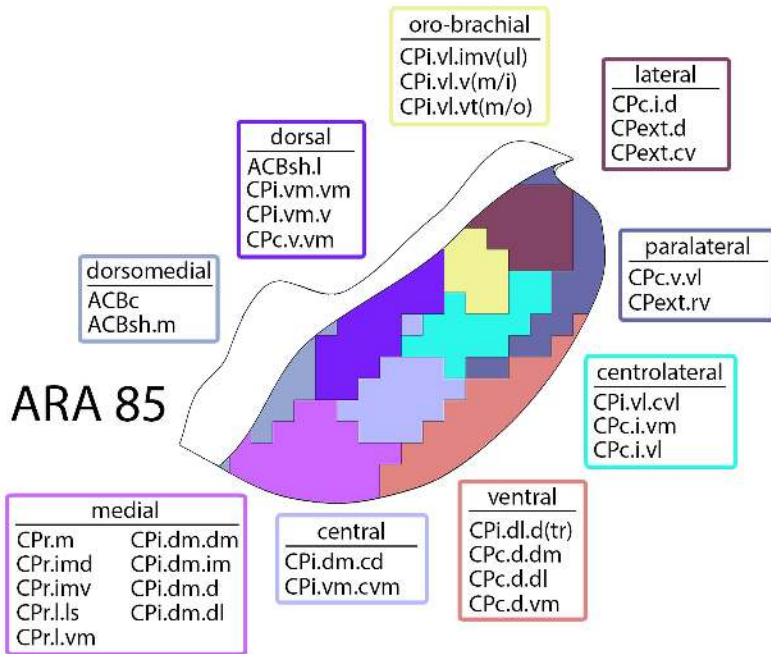 oro-brachial
CPi.vl.imv(ul)
CPi.vl.v(m/i)
CPi.vl.vt(m/o)
lateral
CPc.i.d
CPext.d
CPext.cv
dorsal
ACBsh.l
CPi.vm.vm
CPi.vm.v
CPc.v.vm
paralateral
CPc.v.vl
CPext.rv
dorsomedial
ACBc
ACBsh.m
centrolateral
CPi.vl.cvl
CPc.i.vm
CPc.i.vl
ARA 85
medial
CPr.m CPi.dm.dm
CPr.imd CPi.dm.im
CPr.imv CPi.dm.d
CPr.l.ls CPi.dm.dl
CPr.l.vm
central
CPi.dm.cd
CPi.vm.cvm
ventral
CPi.dl.d(tr)
CPc.d.dm
CPc.d.dl
CPc.d.vm